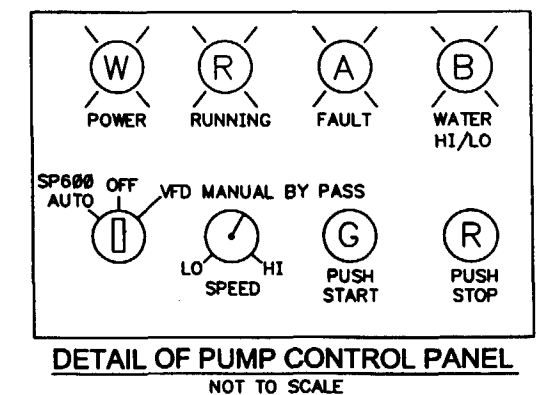 W R A B
POWER RUNNING FAULT WATER
HI/LO
SP600 OFF
AUTO VFD MANUAL BY PASS
G R
LO HI
SPEED
PUSH
START
PUSH
STOP
DETAIL OF PUMP CONTROL PANEL
NOT TO SCALE